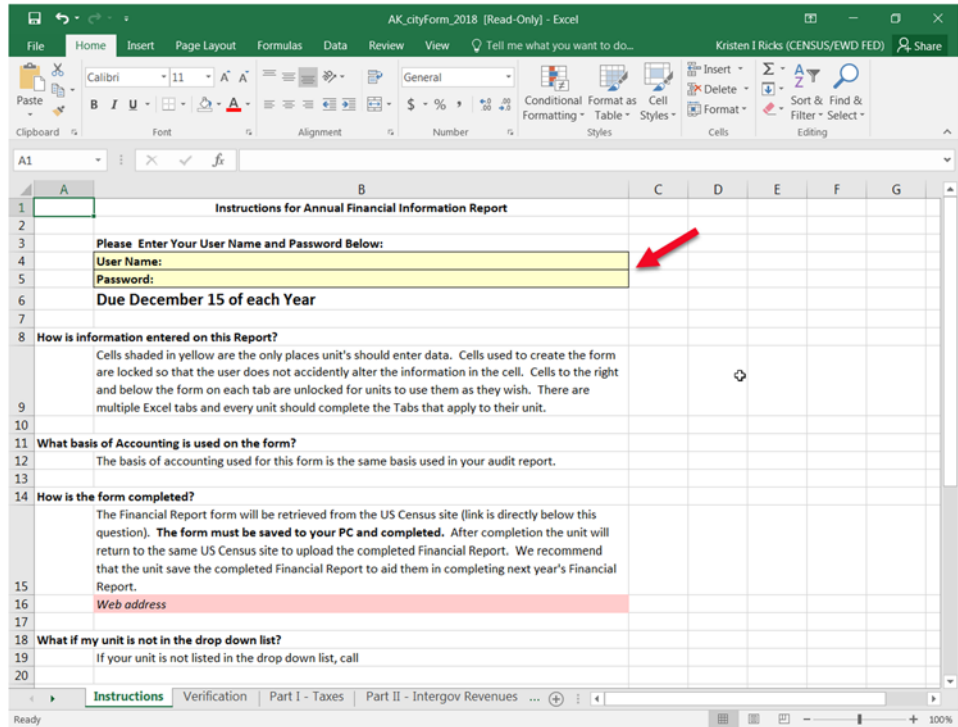 AK_cityForm_2018 [Read-Only] - Excel
File Home Insert Page Layout Formulas Data Review View Tell me what you want to do... Kristen I Ricks (CENSUS/EWD FED) Share
Paste
Calibri 11 A A
B I U A
General
$ % ,
Conditional Formatting
Format as Table
Cell Styles
Insert
Delete
Format
Sort & Filter
Find & Select
Clipboard Font Alignment Number Styles Cells Editing
A1 fx
A B C D E F G
1 Instructions for Annual Financial Information Report
2
3 Please Enter Your User Name and Password Below:
4 User Name:
5 Password:
6 Due December 15 of each Year
7
8 How is information entered on this Report?
Cells shaded in yellow are the only places unit's should enter data. Cells used to create the form
are locked so that the user does not accidently alter the information in the cell. Cells to the right
and below the form on each tab are unlocked for units to use them as they wish. There are
9 multiple Excel tabs and every unit should complete the Tabs that apply to their unit.
10
11 What basis of Accounting is used on the form?
12 The basis of accounting used for this form is the same basis used in your audit report.
13
14 How is the form completed?
The Financial Report form will be retrieved from the US Census site (link is directly below this
question). The form must be saved to your PC and completed. After completion the unit will
return to the same US Census site to upload the completed Financial Report. We recommend
that the unit save the completed Financial Report to aid them in completing next year's Financial
15 Report.
16 Web address
17
18 What if my unit is not in the drop down list?
19 If your unit is not listed in the drop down list, call
20
Instructions Verification Part I - Taxes Part II - Intergov Revenues ...
Ready 100%